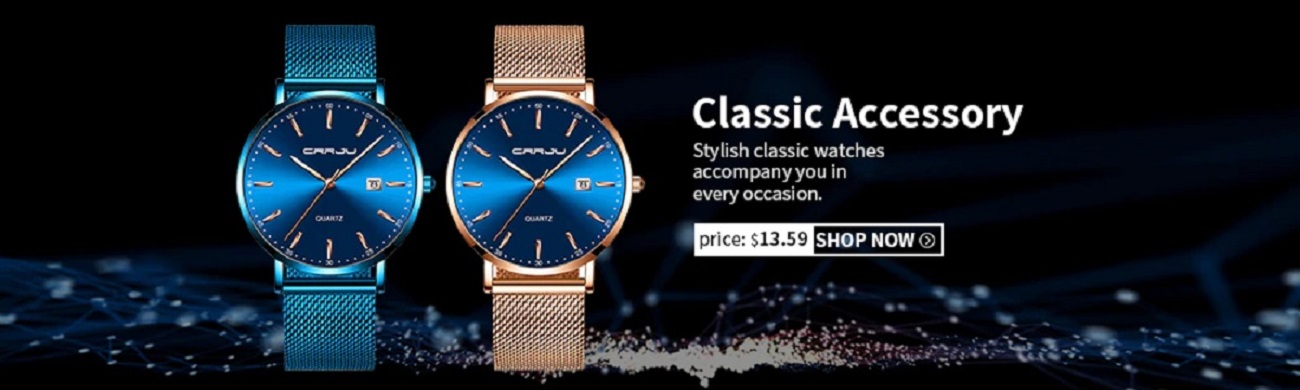 CRRJU
QUARTZ
CRRJU
QUARTZ
Classic Accessory
Stylish classic watches
accompany you in
every occasion.
price: $13.59 SHOP NOW